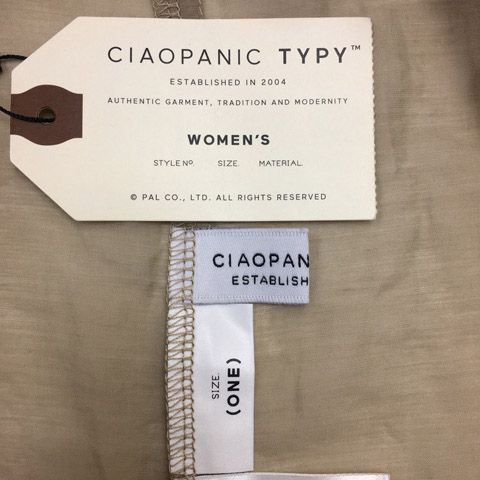 CIAOPANIC TYPY™
ESTABLISHED IN 2004
AUTHENTIC GARMENT, TRADITION AND MODERNITY
WOMEN'S
STYLE Nº. SIZE. MATERIAL.
© PAL CO., LTD. ALL RIGHTS RESERVED
CIAOPAN
ESTABLISH
SIZE.
(ONE)